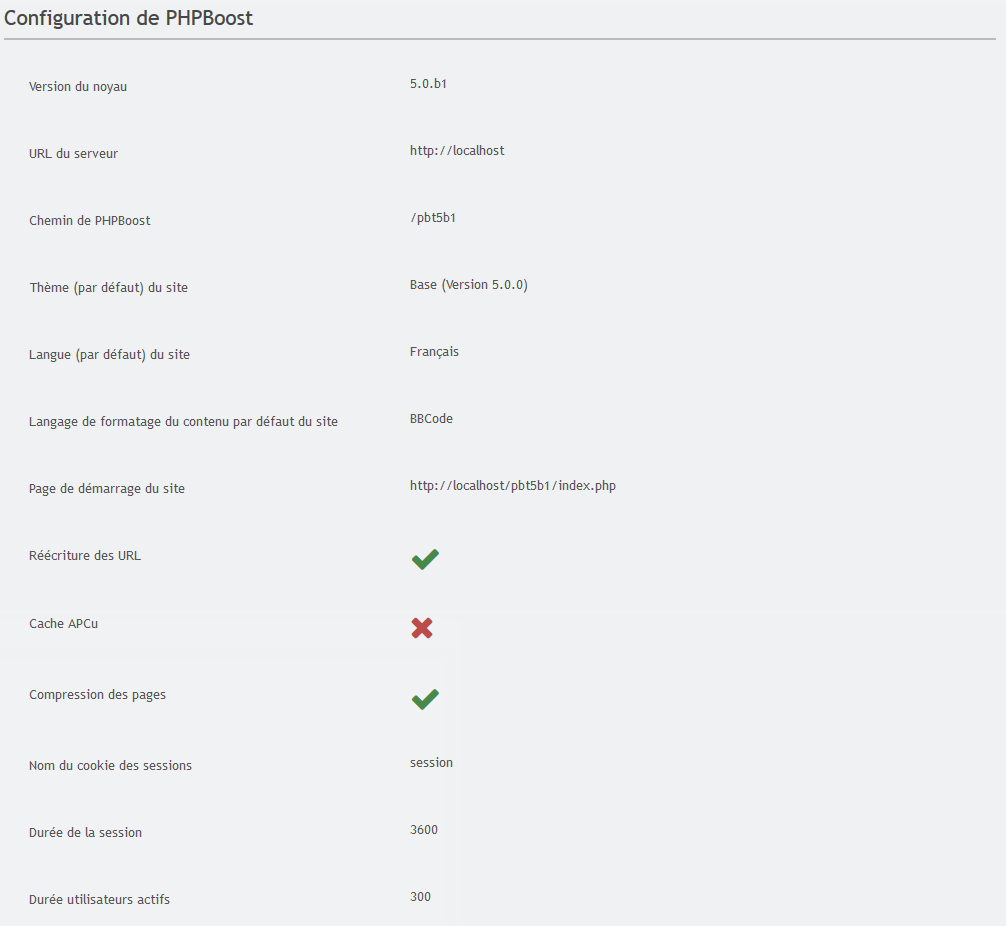 Configuration de PHPBoost
Version du noyau 5.0.b1
URL du serveur http://localhost
Chemin de PHPBoost /pbt5b1
Thème (par défaut) du site Base (Version 5.0.0)
Langue (par défaut) du site Français
Langage de formatage du contenu par défaut du site BBCode
Page de démarrage du site http://localhost/pbt5b1/index.php
Réécriture des URL
Cache APCu
Compression des pages
Nom du cookie des sessions session
Durée de la session 3600
Durée utilisateurs actifs 300